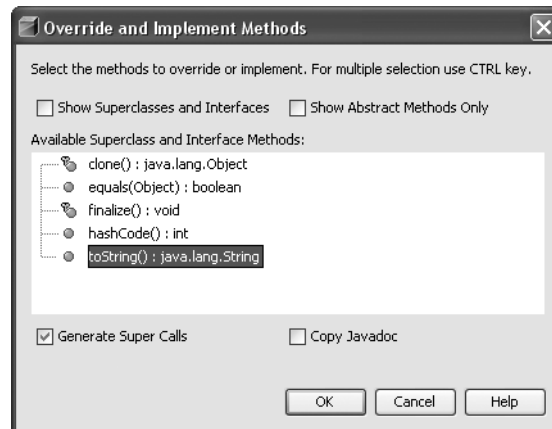 Override and Implement Methods
Select the methods to override or implement. For multiple selection use CTRL key.
Show Superclasses and Interfaces
Show Abstract Methods Only
Available Superclass and Interface Methods:
clone() : java.lang.Object
equals(Object) : boolean
finalize() : void
hashCode() : int
toString() : java.lang.String
Generate Super Calls
Copy Javadoc
OK
Cancel
Help